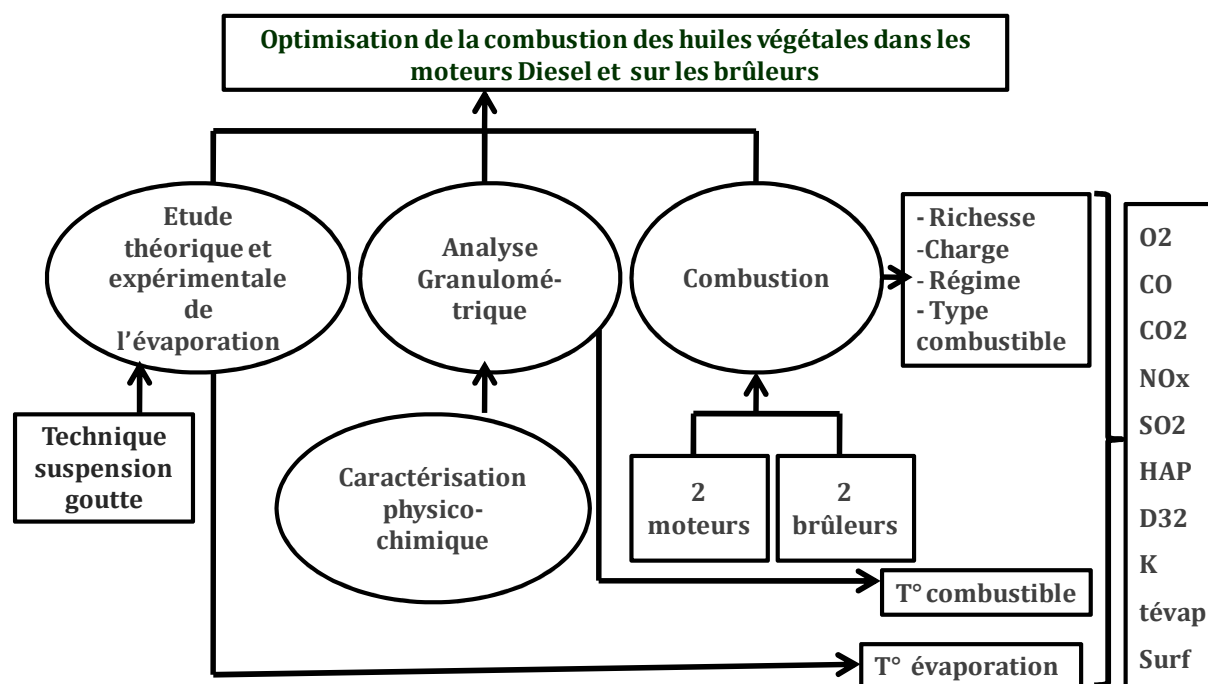 Optimisation de la combustion des huiles végétales dans les
moteurs Diesel et sur les brûleurs
Etude
théorique et
expérimentale
de
l'évaporation
Analyse
Granulomé-
trique
Combustion
- Richesse
-Charge
- Régime
- Type
combustible
O2
CO
CO2
NOx
SO2
HAP
D32
K
tévap
Surf
Technique
suspension
goutte
Caractérisation
physico-
chimique
2
moteurs
2
brûleurs
T° combustible
T° évaporation